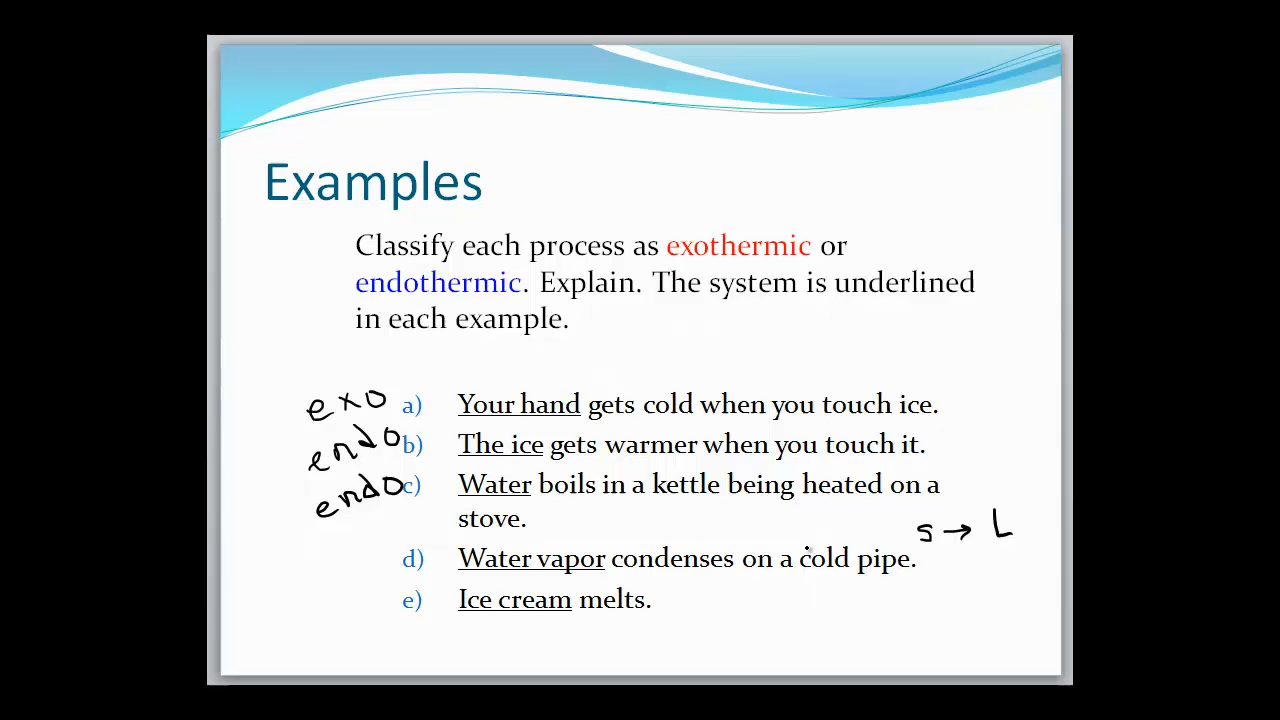 Examples
Classify each process as exothermic or
endothermic. Explain. The system is underlined
in each example.
exo a) Your hand gets cold when you touch ice.
endo b) The ice gets warmer when you touch it.
endo c) Water boils in a kettle being heated on a
stove.
s → L
d) Water vapor condenses on a cold pipe.
e) Ice cream melts.